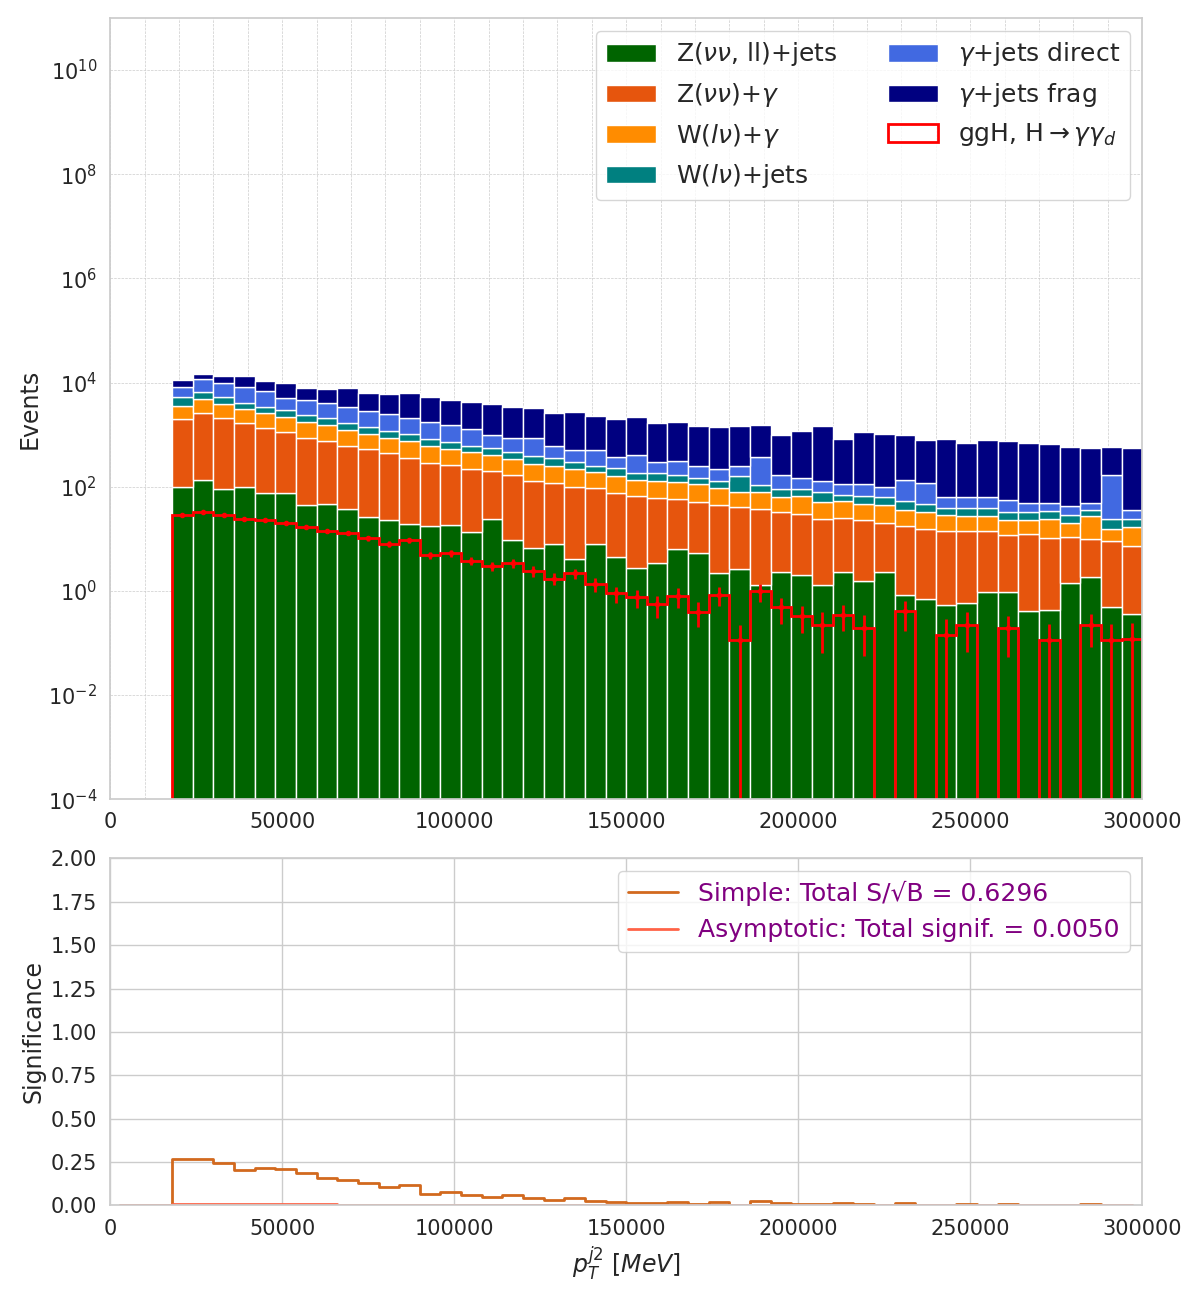 Z(νν, ll)+jets
Z(νν)+γ
W(lν)+γ
W(lν)+jets
γ+jets direct
γ+jets frag
ggH, H→γγ_d
Events
10^10
10^8
10^6
10^4
10^2
10^0
10^−2
10^−4
0 50000 100000 150000 200000 250000 300000
Simple: Total S/√B = 0.6296
Asymptotic: Total signif. = 0.0050
Significance
2.00
1.75
1.50
1.25
1.00
0.75
0.50
0.25
0.00
0 50000 100000 150000 200000 250000 300000
p_T^{j2} [MeV]